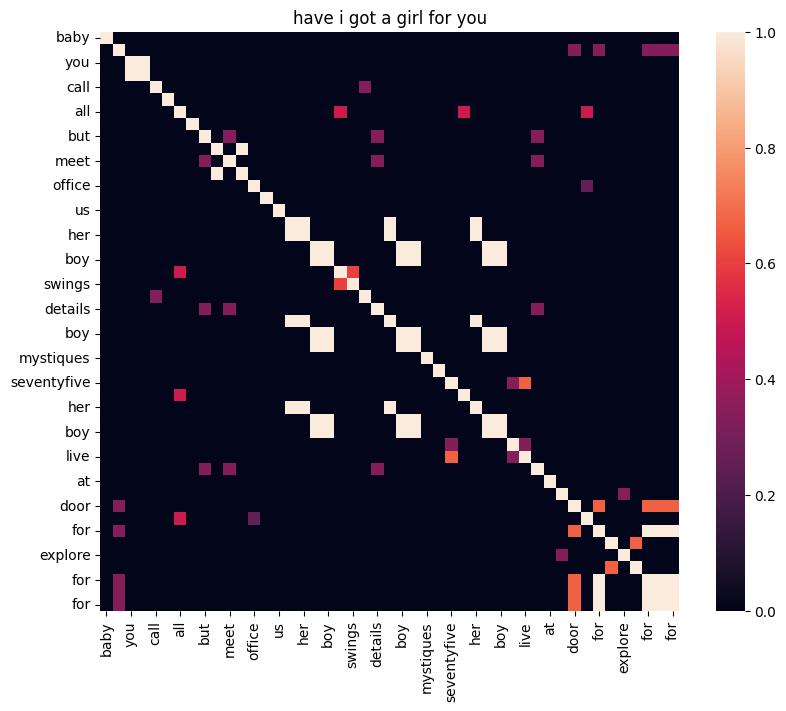 have i got a girl for you
baby
you
call
all
but
meet
office
us
her
boy
swings
details
boy
mystiques
seventyfive
her
boy
live
at
door
for
explore
for
for
1.0
0.8
0.6
0.4
0.2
0.0
baby
you
call
all
but
meet
office
us
her
boy
swings
details
boy
mystiques
seventyfive
her
boy
live
at
door
for
explore
for
for